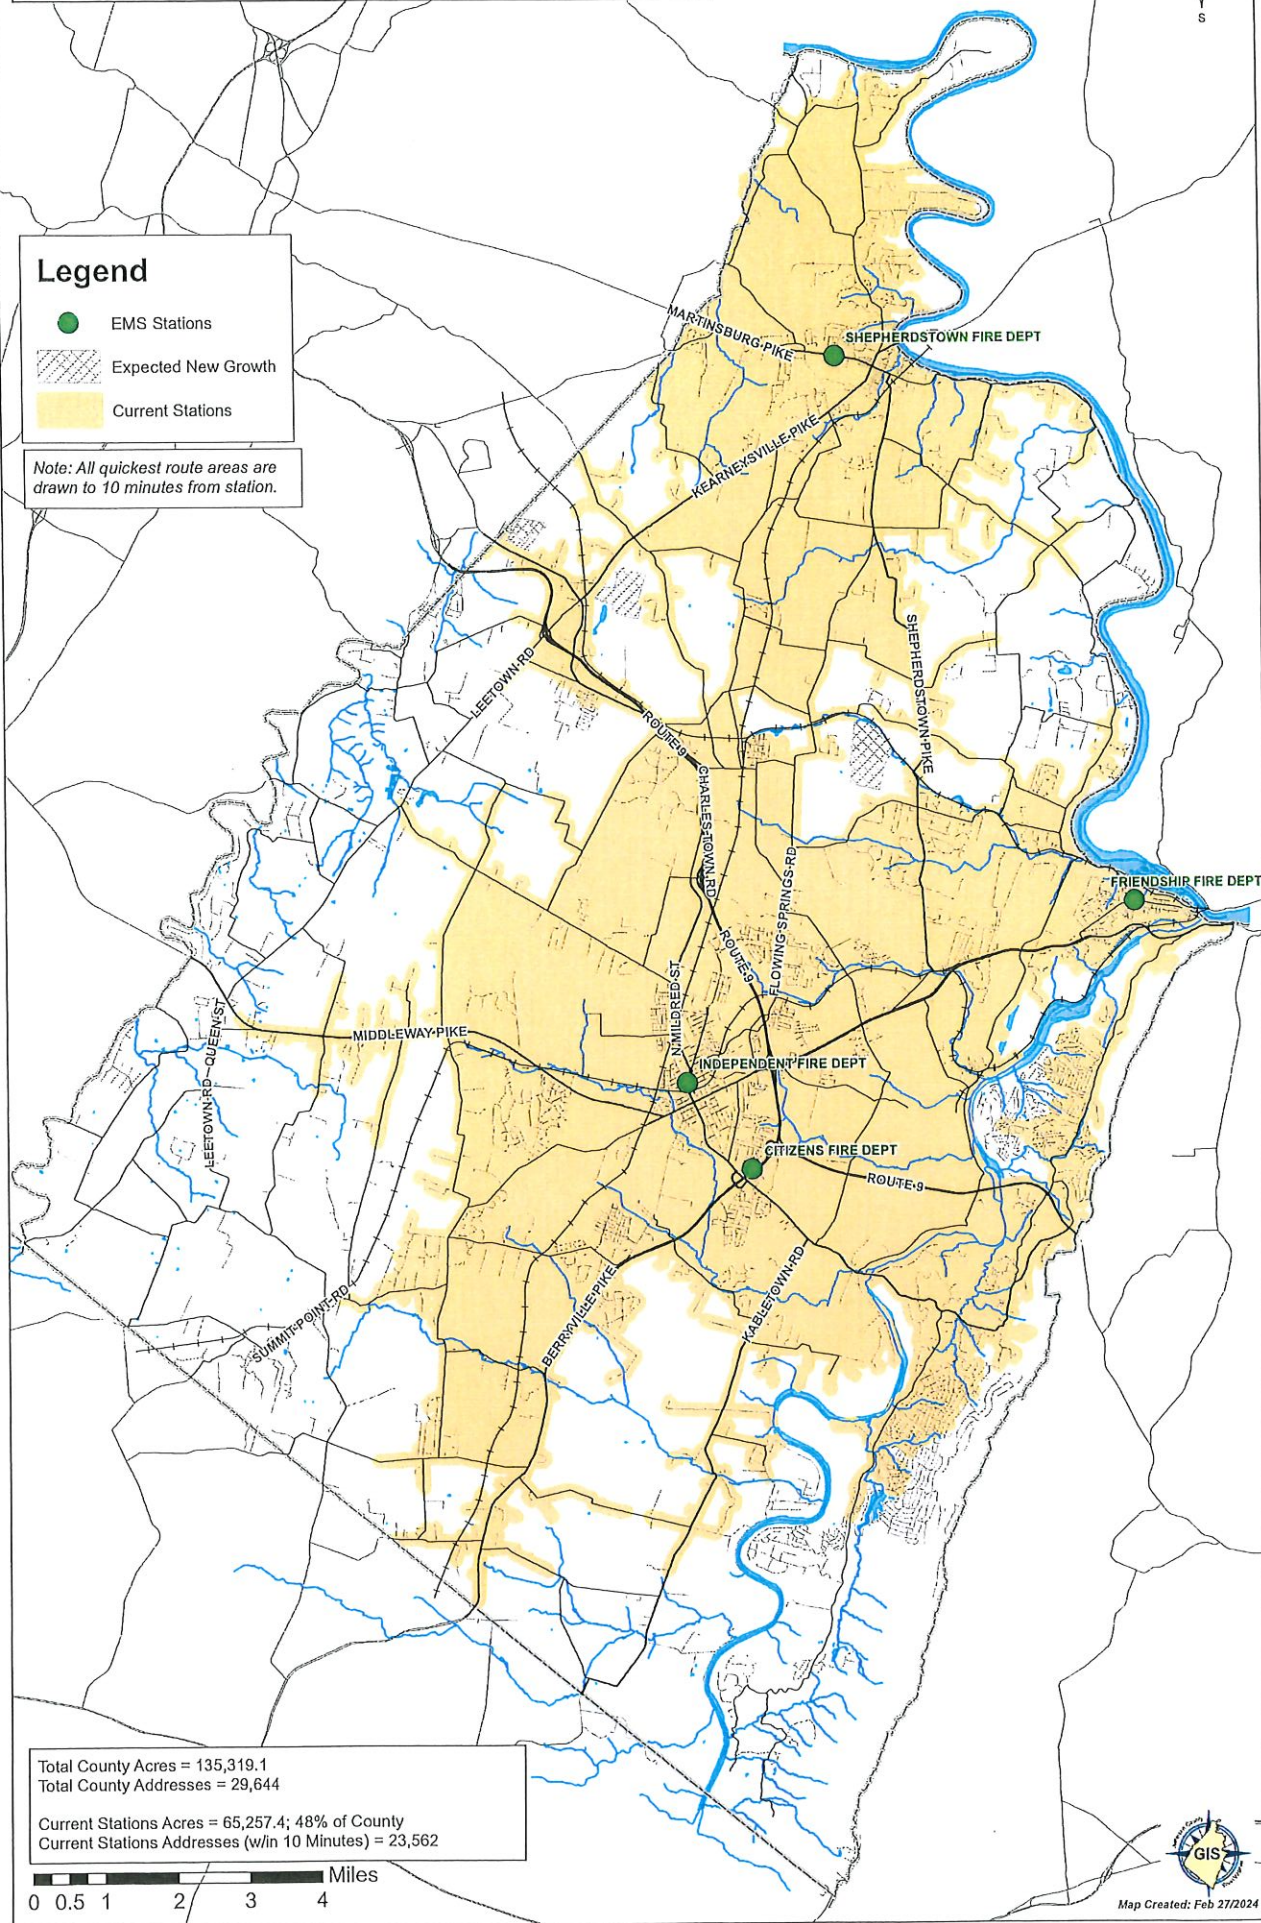 S
Legend
EMS Stations
Expected New Growth
Current Stations
Note: All quickest route areas are
drawn to 10 minutes from station.
MARTINSBURG PIKE
SHEPHERDSTOWN FIRE DEPT
KEARNEYSVILLE PIKE
LEETOWN RD
SHEPHERDSTOWN PIKE
ROUTE 9
CHARLES TOWN RD
FLOWING SPRINGS RD
FRIENDSHIP FIRE DEPT
ROUTE 9
N MILDRED ST
MIDDLEWAY PIKE
LEETOWN RD
QUEEN ST
INDEPENDENT FIRE DEPT
CITIZENS FIRE DEPT
ROUTE 9
KABLETOWN RD
BERRYVILLE PIKE
SUMMIT POINT RD
Total County Acres = 135,319.1
Total County Addresses = 29,644
Current Stations Acres = 65,257.4; 48% of County
Current Stations Addresses (w/in 10 Minutes) = 23,562
Miles
0 0.5 1 2 3 4
GIS
Map Created: Feb 27/2024